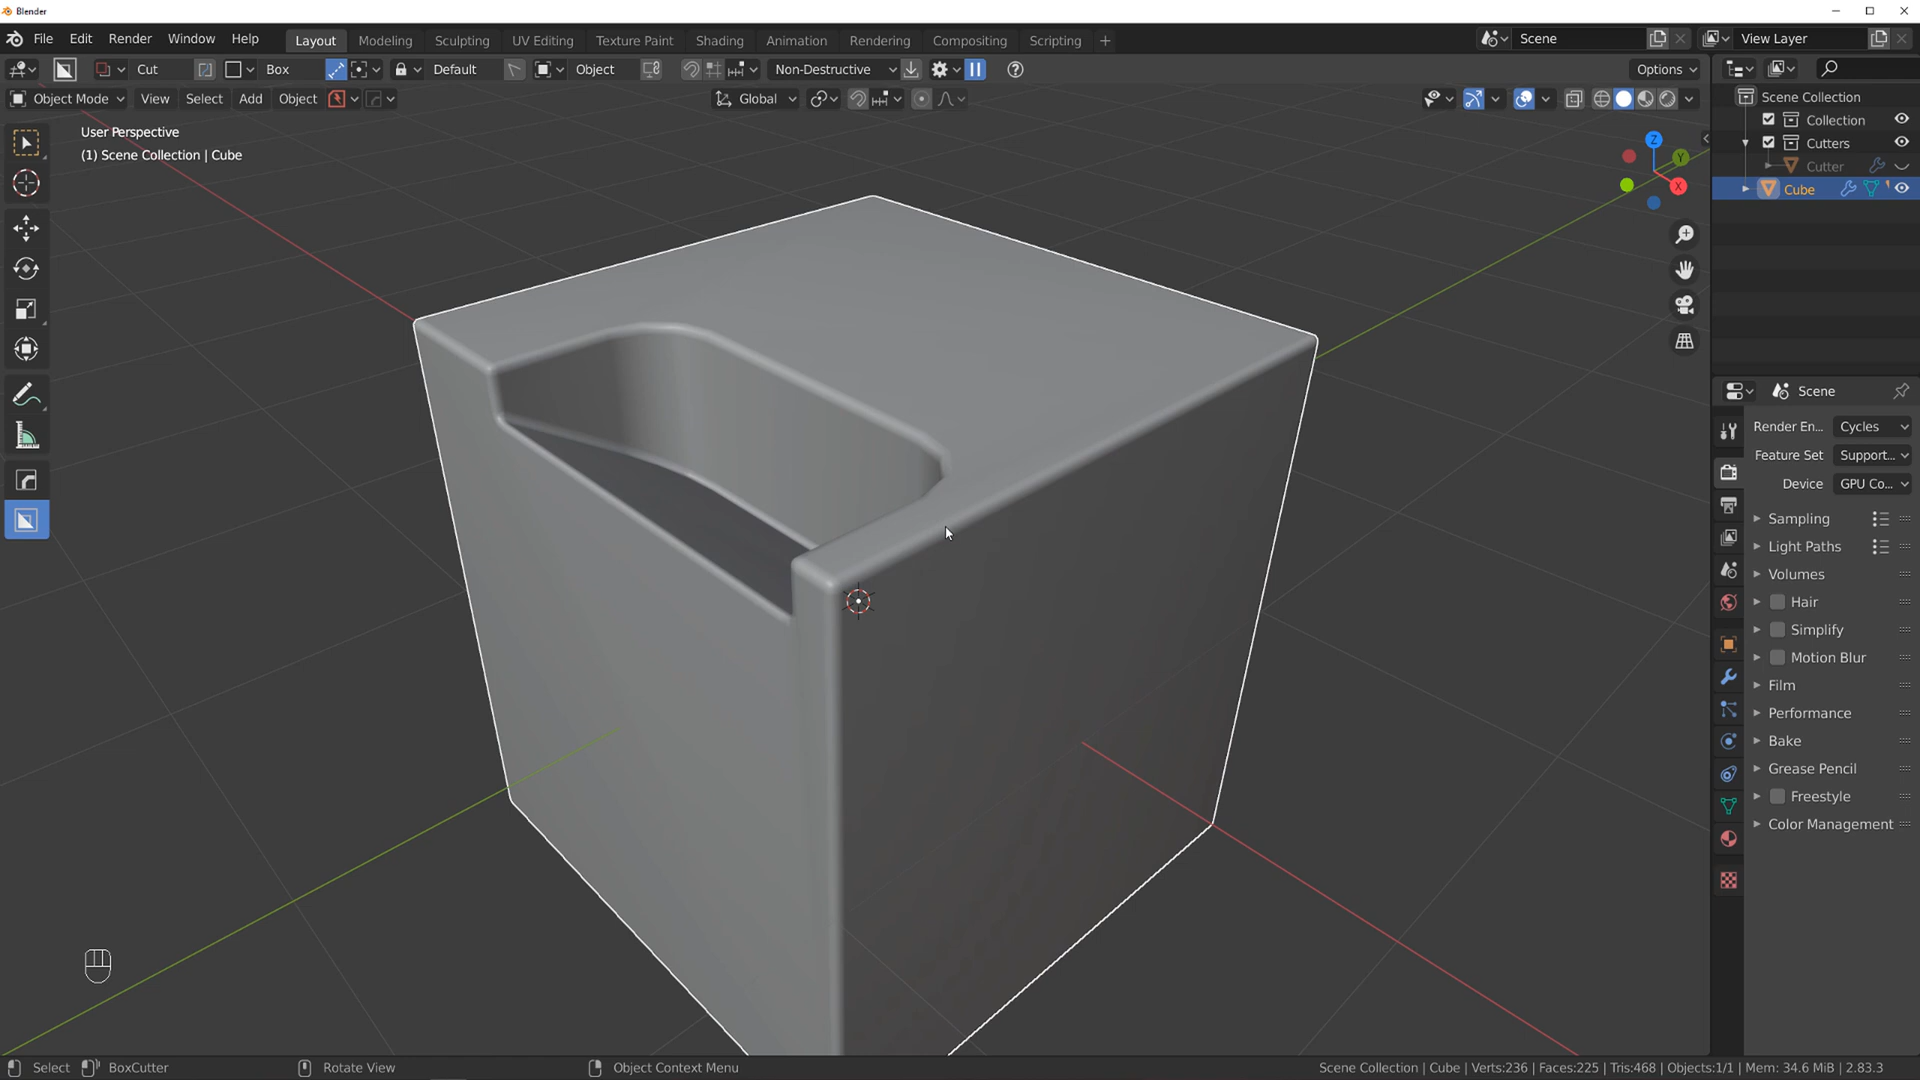 Blender
File Edit Render Window Help Layout Modeling Sculpting UV Editing Texture Paint Shading Animation Rendering Compositing Scripting + Scene View Layer
Cut Box Default Object Non-Destructive Options
Object Mode View Select Add Object Global
User Perspective
(1) Scene Collection | Cube
Z
Y
X
Scene Collection
Collection
Cutters
Cutter
Cube
Scene
Render En... Cycles
Feature Set Support...
Device GPU Co...
Sampling
Light Paths
Volumes
Hair
Simplify
Motion Blur
Film
Performance
Bake
Grease Pencil
Freestyle
Color Management
Select BoxCutter Rotate View Object Context Menu Scene Collection | Cube | Verts:236 | Faces:225 | Tris:468 | Objects:1/1 | Mem: 34.6 MiB | 2.83.3